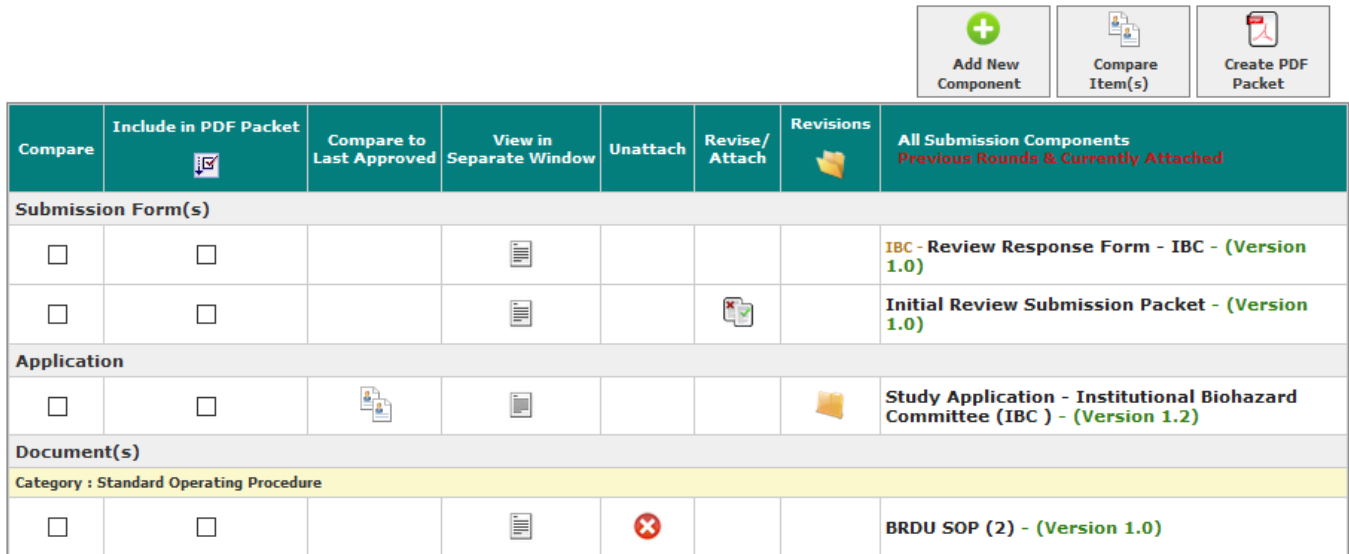 Add New
Component
Compare
Item(s)
Create PDF
Packet
Compare
Include in PDF Packet
Compare to
Last Approved
View in
Separate Window
Unattach
Revise/
Attach
Revisions
All Submission Components
Previous Rounds & Currently Attached
Submission Form(s)
IBC - Review Response Form - IBC - (Version
1.0)
Initial Review Submission Packet - (Version
1.0)
Application
Study Application - Institutional Biohazard
Committee (IBC ) - (Version 1.2)
Document(s)
Category : Standard Operating Procedure
BRDU SOP (2) - (Version 1.0)